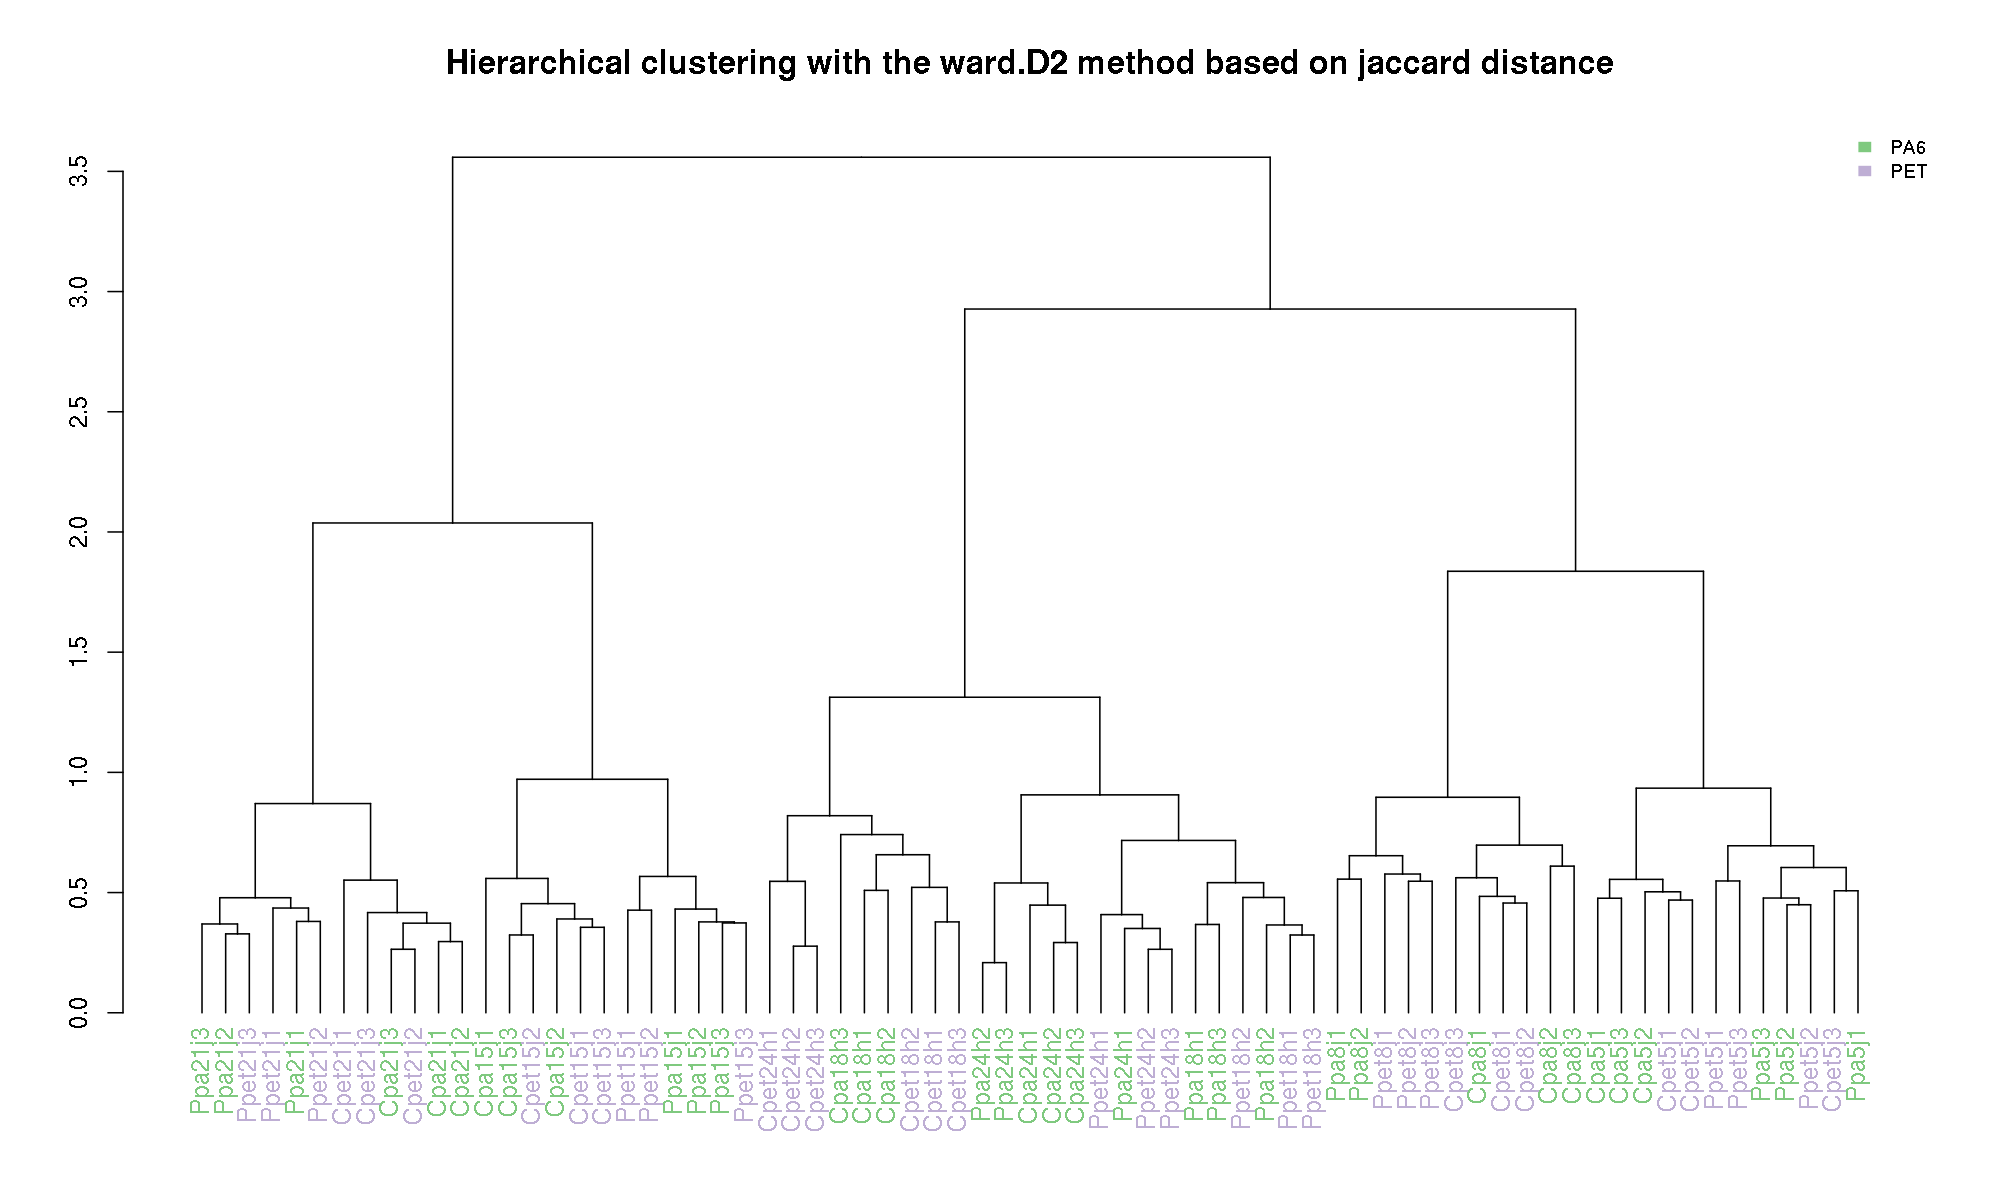 Hierarchical clustering with the ward.D2 method based on jaccard distance
PA6
PET
3.5
3.0
2.5
2.0
1.5
1.0
0.5
0.0
Ppa21j3
Ppa21j2
Ppet21j3
Ppet21j1
Ppa21j1
Ppet21j2
Cpet21j1
Cpet21j3
Cpa21j3
Cpet21j2
Cpa21j1
Cpa21j2
Cpa15j1
Cpa15j3
Cpet15j2
Cpa15j2
Cpet15j1
Cpet15j3
Ppet15j1
Ppet15j2
Ppa15j1
Ppa15j2
Ppa15j3
Ppet15j3
Cpet24h1
Cpet24h2
Cpet24h3
Cpa18h3
Cpa18h1
Cpa18h2
Cpet18h2
Cpet18h1
Cpet18h3
Ppa24h2
Ppa24h3
Cpa24h1
Cpa24h2
Cpa24h3
Ppet24h1
Ppa24h1
Ppet24h2
Ppet24h3
Ppa18h1
Ppa18h3
Ppet18h2
Ppa18h2
Ppet18h1
Ppet18h3
Ppa8j1
Ppa8j2
Ppet8j1
Ppet8j2
Ppet8j3
Cpet8j3
Cpa8j1
Cpet8j1
Cpet8j2
Cpa8j2
Cpa8j3
Cpa5j1
Cpa5j3
Cpa5j2
Cpet5j1
Cpet5j2
Ppet5j1
Ppet5j3
Ppa5j3
Ppa5j2
Ppet5j2
Cpet5j3
Ppa5j1